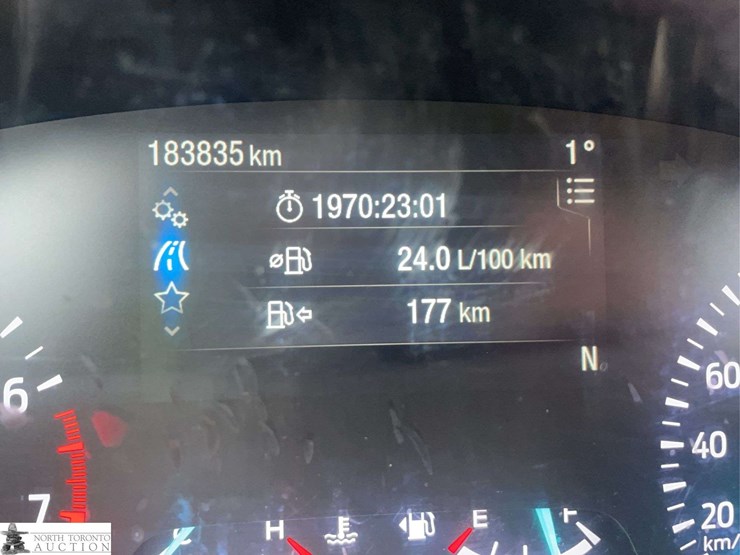 183835 km 1°
1970:23:01
24.0 L/100 km
177 km
N
6
7
60
40
20
km/
H
E
F
NORTH TORONTO
AUCTION